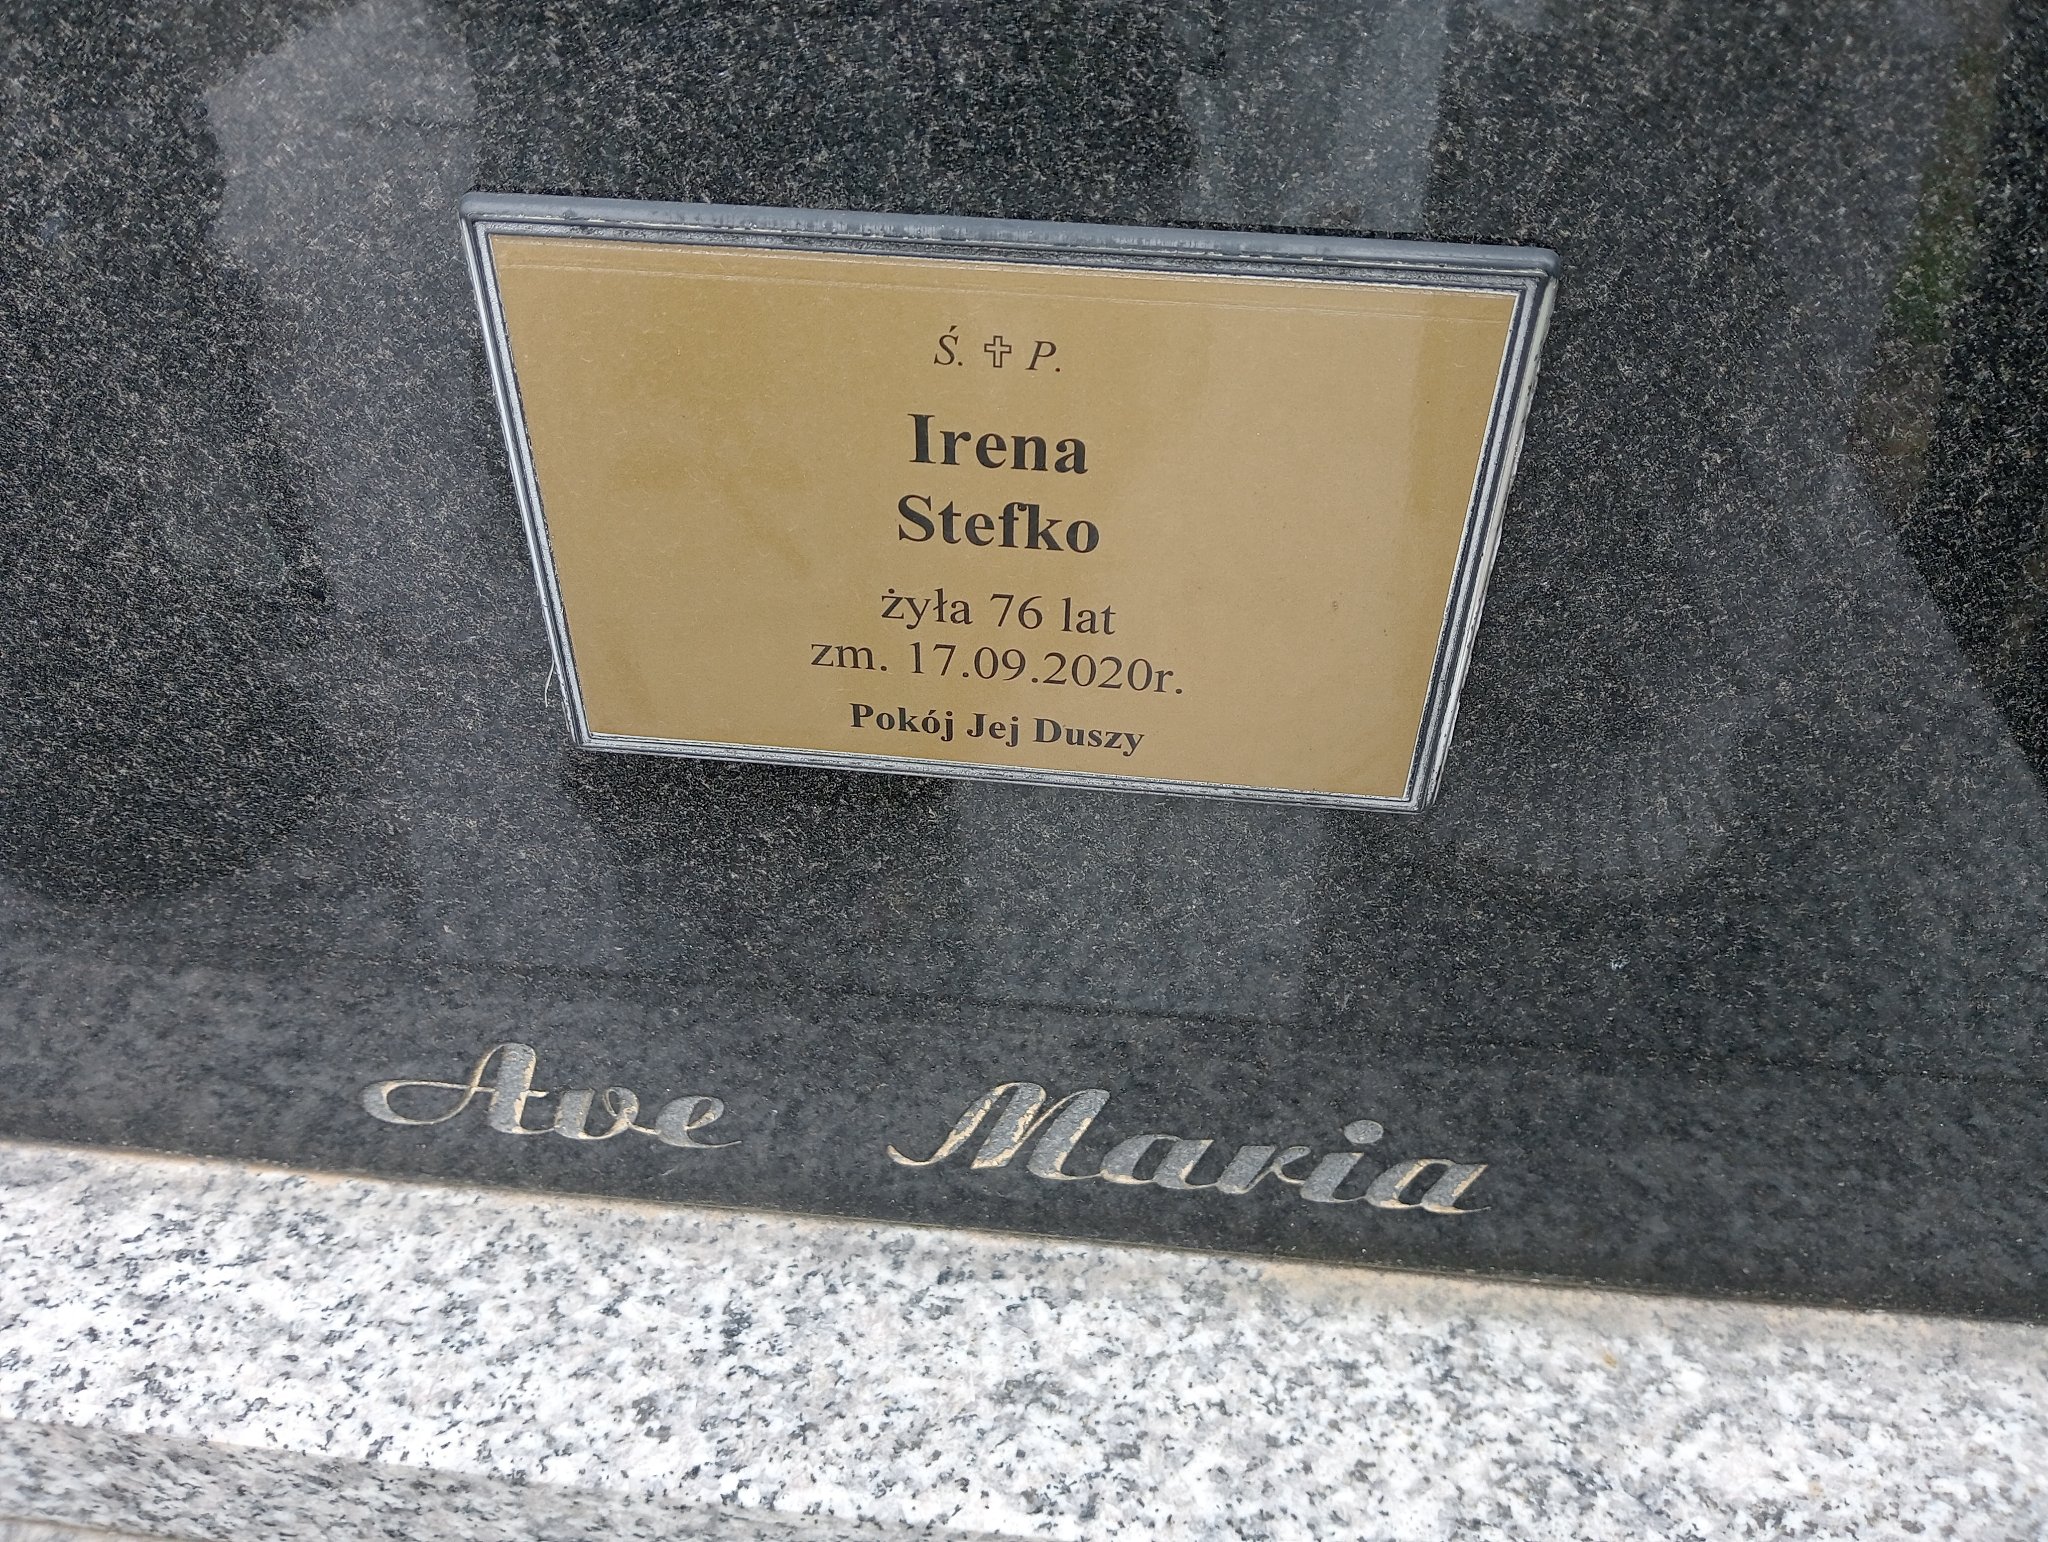 Ś. ✝ P.
Irena
Stefko
żyła 76 lat
zm. 17.09.2020r.
Pokój Jej Duszy
Ave Maria